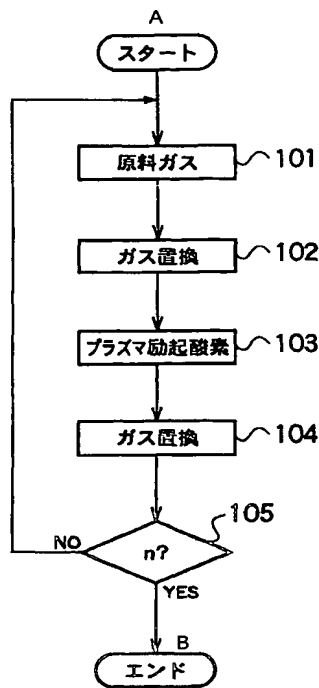 A
スタート
原料ガス
101
ガス置換
102
プラズマ励起酸素
103
ガス置換
104
105
n?
NO
YES
B
エンド